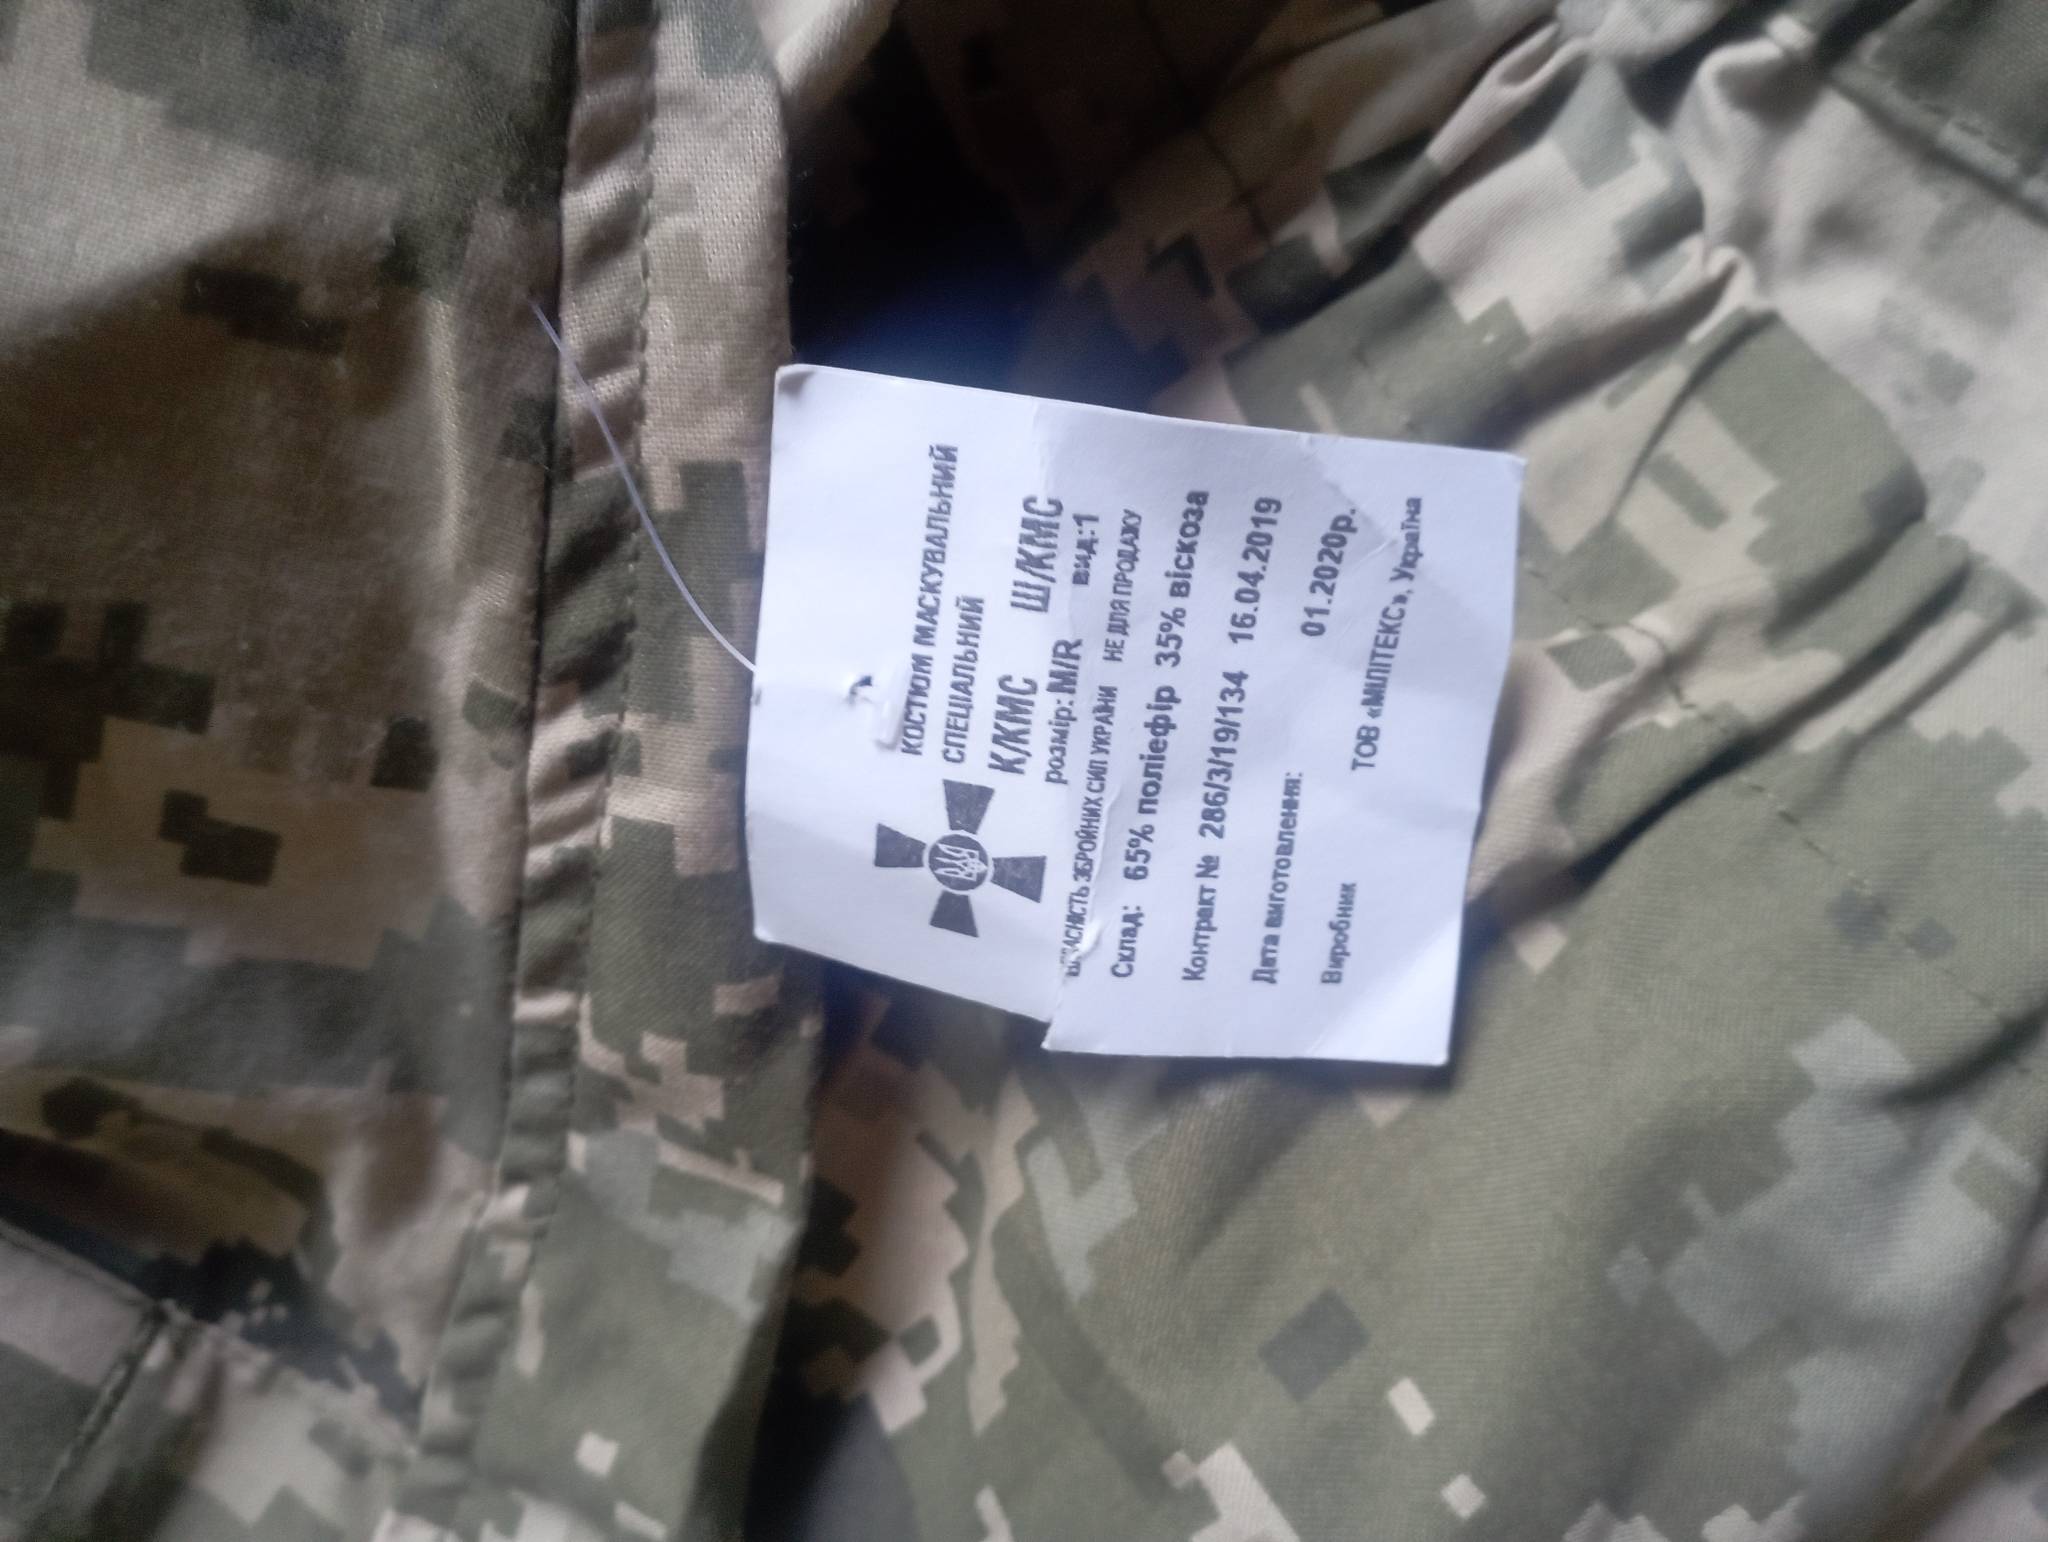 КОСТЮМ МАСКУВАЛЬНИЙ
СПЕЦІАЛЬНИЙ
К/КМС Ш/КМС
розмір: M/R вид:1
ВЛАСНІСТЬ ЗБРОЙНИХ СИЛ УКРАЇНИ НЕ ДЛЯ ПРОДАЖУ
Склад: 65% поліефір 35% віскоза
Контракт № 286/3/19/134 16.04.2019
Дата виготовлення: 01.2020р.
Виробник ТОВ «МІЛІТЕКС», Україна